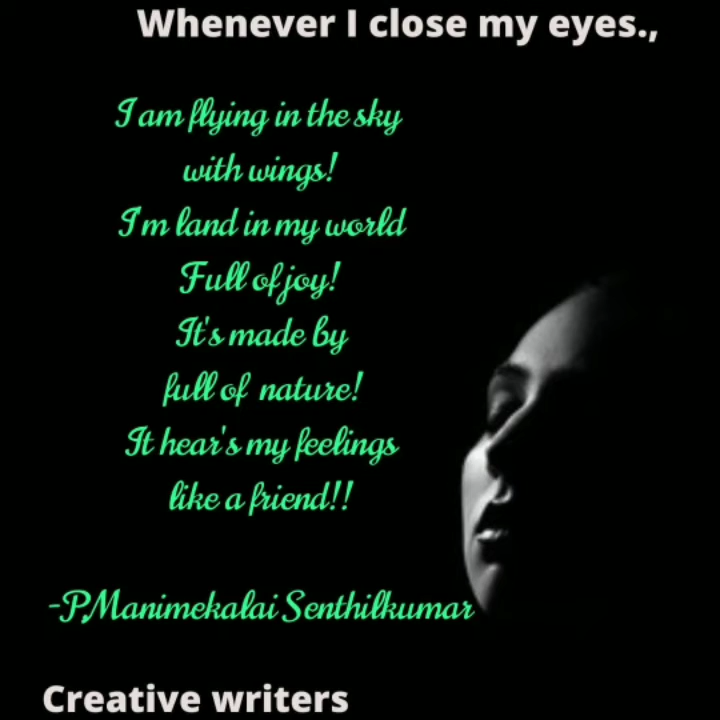 Whenever I close my eyes.,
I am flying in the sky
with wings!
I'm land in my world
Full of joy!
It's made by
full of nature!
It hear's my feelings
like a friend!!
-P,Manimekalai Senthilkumar
Creative writers